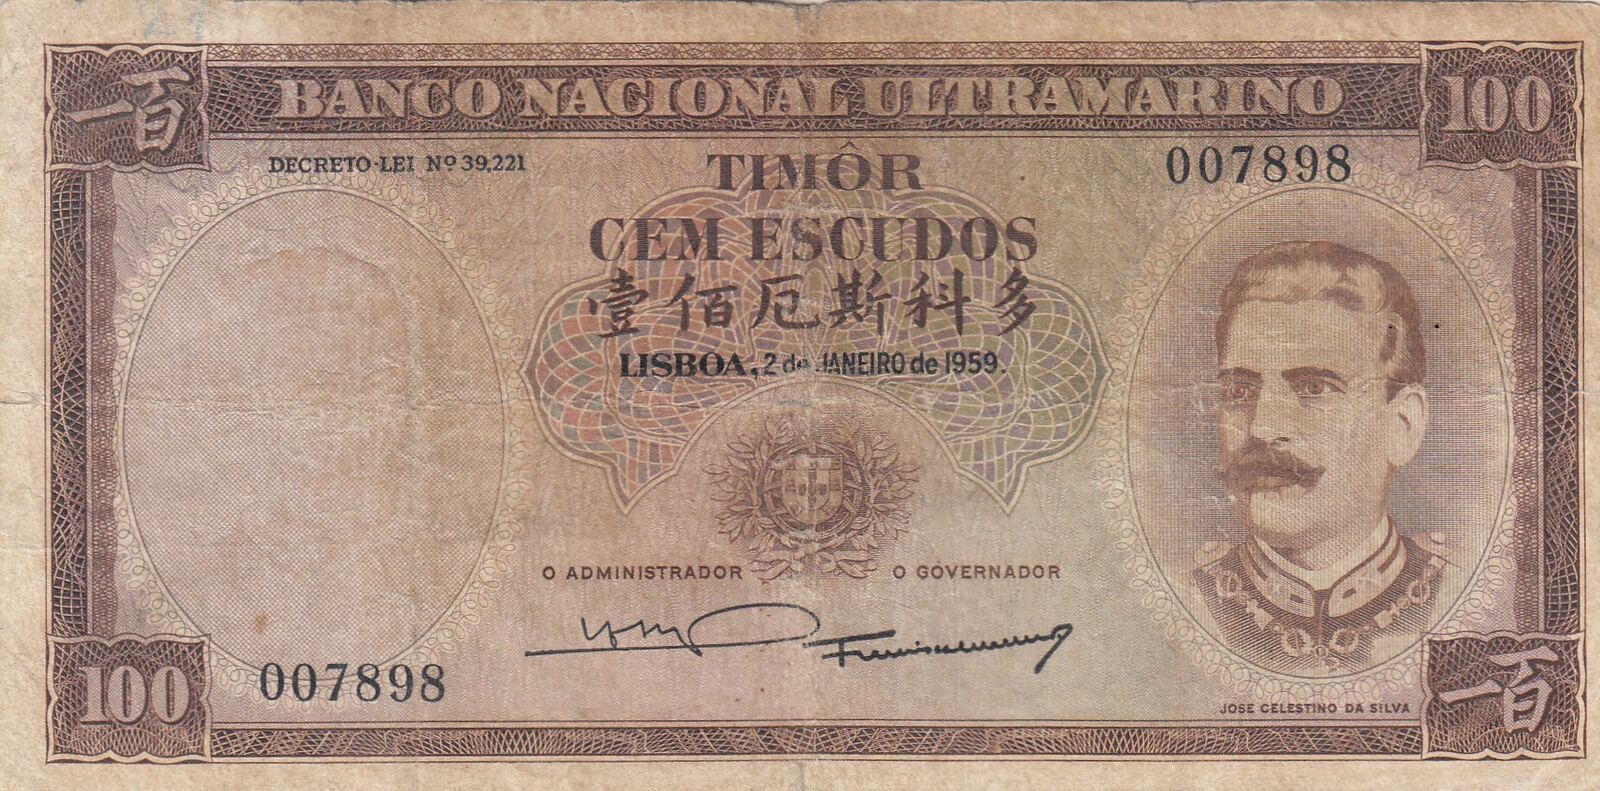 一百
BANCO NACIONAL ULTRAMARINO
100
DECRETO-LEI Nº 39,221
TIMÔR
007898
CEM ESCUDOS
壹佰厄斯科多
LISBOA, 2 de JANEIRO de 1959.
O ADMINISTRADOR
O GOVERNADOR
100
007898
JOSE CELESTINO DA SILVA
一百